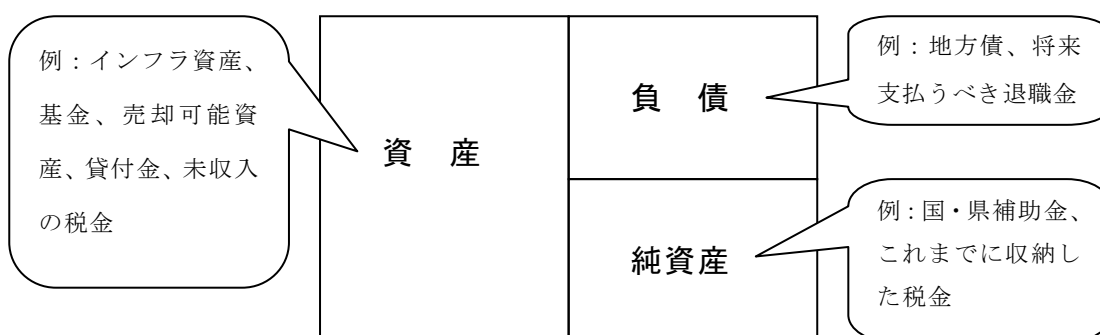 例：インフラ資産、
基金、売却可能資
産、貸付金、未収入
の税金
資　産
負　債
例：地方債、将来
支払うべき退職金
純資産
例：国・県補助金、
これまでに収納し
た税金